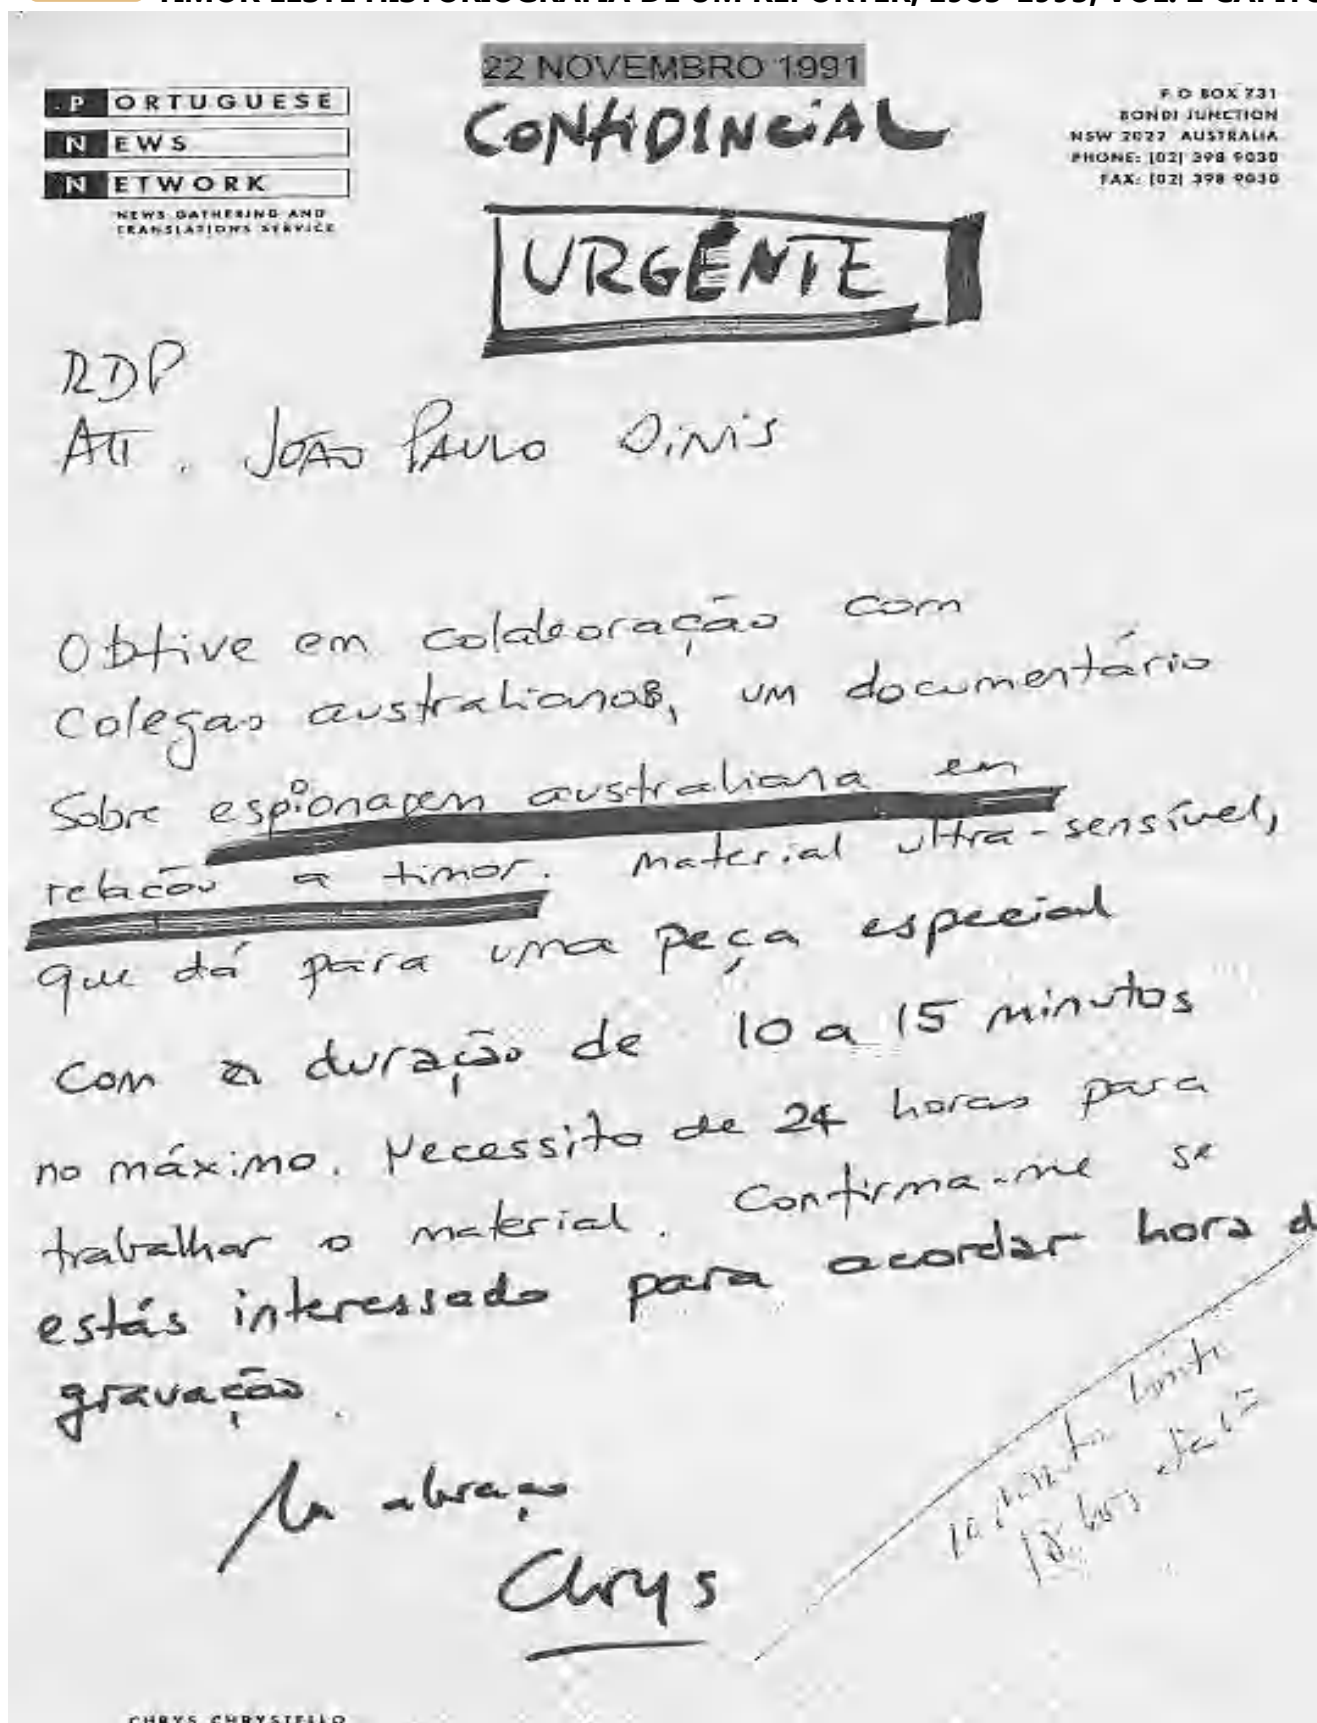 TIMOR LESTE HISTORIOGRAFIA DE UM REPÓRTER, 1983-1993, VOL. 2
22 NOVEMBRO 1991
PORTUGUESE
NEWS
NETWORK
NEWS GATHERING AND
TRANSLATIONS SERVICE
CONFIDINCIAL
P O BOX 731
BONDI JUNCTION
NSW 2022 AUSTRALIA
PHONE: (02) 398 9030
FAX: (02) 398 9030
URGENTE
RDP
ATT. JOÃO PAULO DINIS
Obtive em colaboração com
colegas australianos, um documentário
sobre espionagem australiana em
relação a timor. Material ultra-sensível,
que dá para uma peça especial
com a duração de 10 a 15 minutos
no máximo. Necessito de 24 horas para
trabalhar o material. Confirma-me se
estás interessado para acordar hora d
gravação.
Um abraço
Chrys
CHRYS CHRYSTELLO